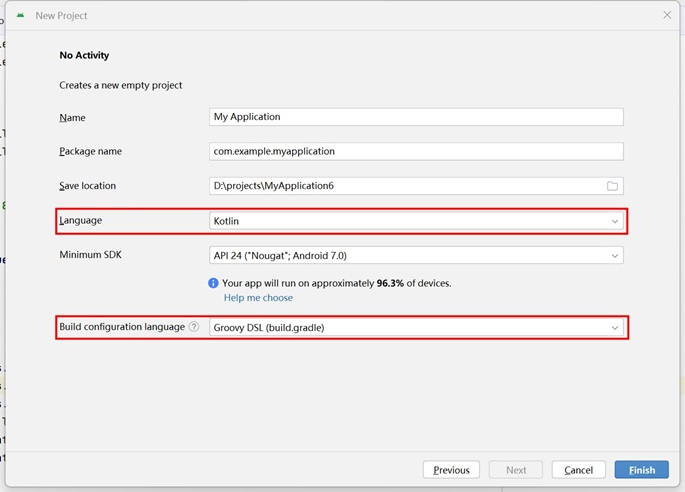 New Project
No Activity
Creates a new empty project
Name
My Application
Package name
com.example.myapplication
Save location
D:\projects\MyApplication6
Language
Kotlin
Minimum SDK
API 24 ("Nougat"; Android 7.0)
Your app will run on approximately 96.3% of devices.
Help me choose
Build configuration language ?
Groovy DSL (build.gradle)
Previous
Next
Cancel
Finish